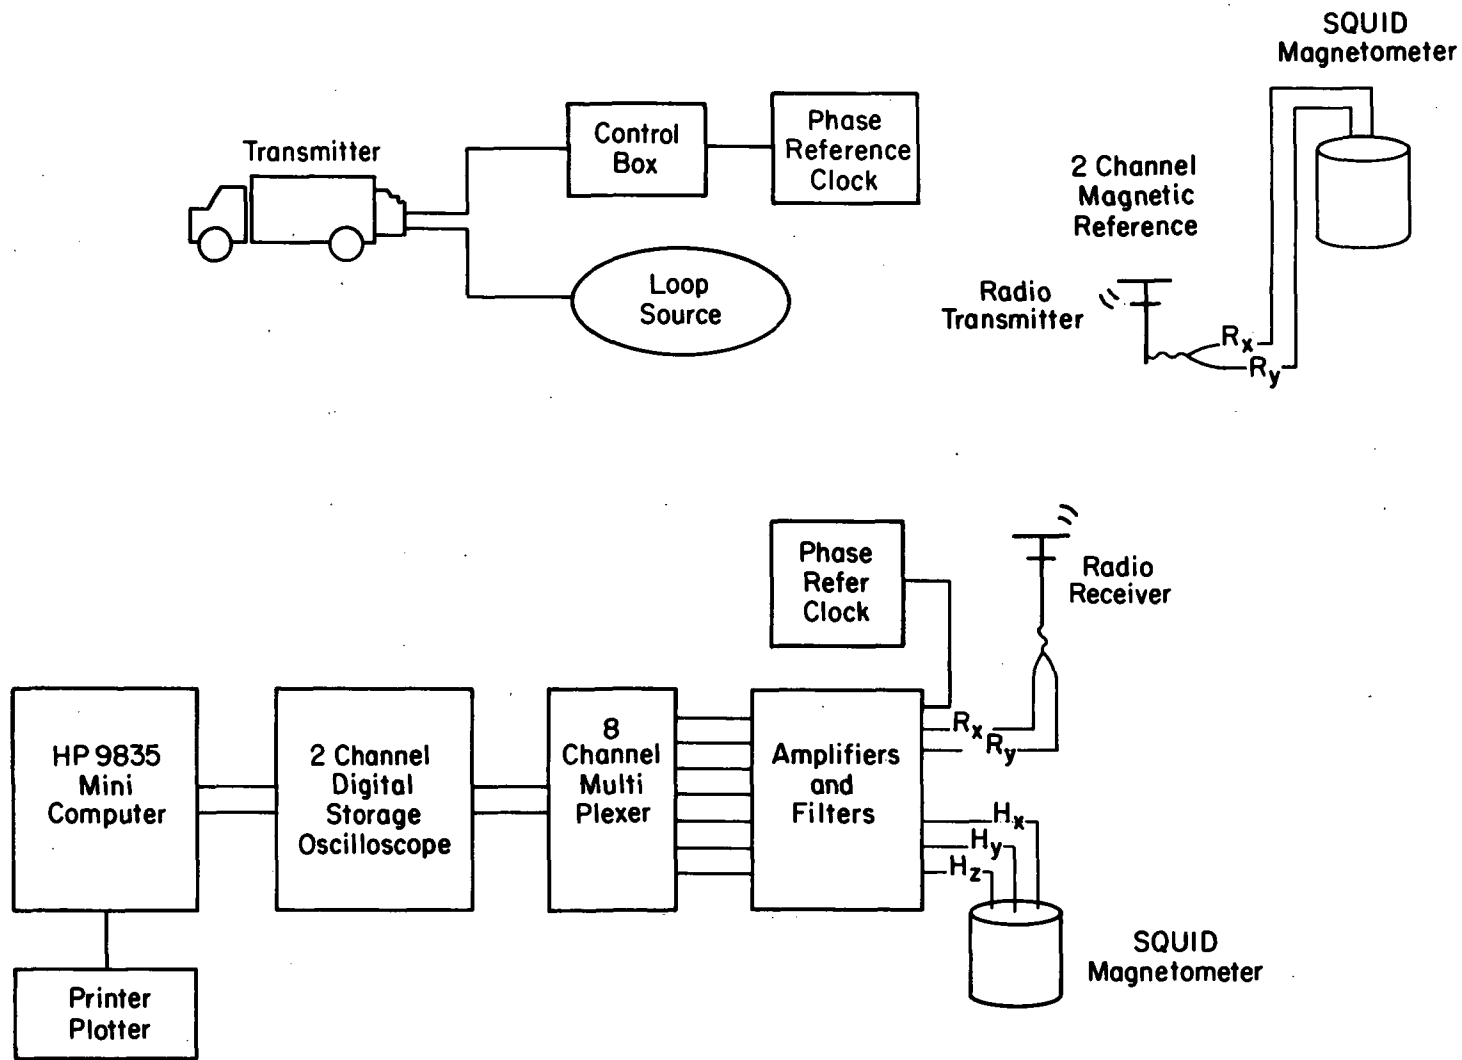 SQUID
Magnetometer
Transmitter
Control
Box
Phase
Reference
Clock
2 Channel
Magnetic
Reference
Loop
Source
Radio
Transmitter
Rx
Ry
Phase
Refer
Clock
Radio
Receiver
HP 9835
Mini
Computer
2 Channel
Digital
Storage
Oscilloscope
8
Channel
Multi
Plexer
Amplifiers
and
Filters
Rx
Ry
Hx
Hy
Hz
SQUID
Magnetometer
Printer
Plotter